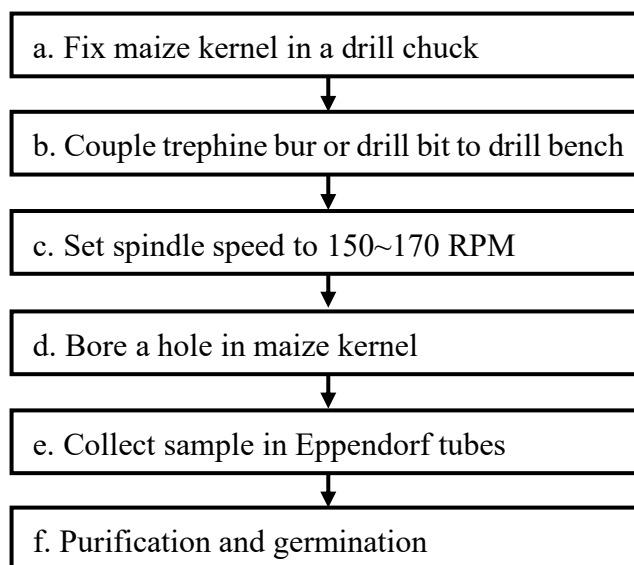 a. Fix maize kernel in a drill chuck
b. Couple trephine bur or drill bit to drill bench
c. Set spindle speed to 150~170 RPM
d. Bore a hole in maize kernel
e. Collect sample in Eppendorf tubes
f. Purification and germination